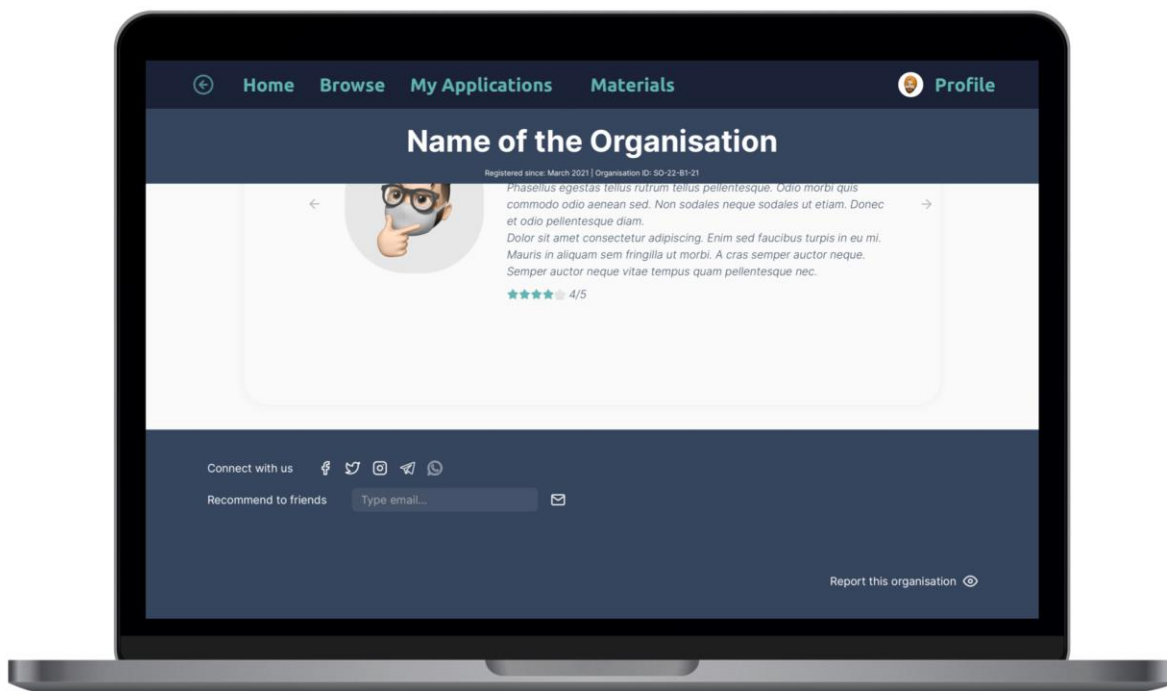 Home Browse My Applications Materials Profile
Name of the Organisation
Registered since: March 2021 | Organisation ID: SO-22-B1-21
Phasellus egestas tellus rutrum tellus pellentesque. Odio morbi quis
commodo odio aenean sed. Non sodales neque sodales ut etiam. Donec
et odio pellentesque diam.
Dolor sit amet consectetur adipiscing. Enim sed faucibus turpis in eu mi.
Mauris in aliquam sem fringilla ut morbi. A cras semper auctor neque.
Semper auctor neque vitae tempus quam pellentesque nec.
4/5
Connect with us
Recommend to friends Type email...
Report this organisation